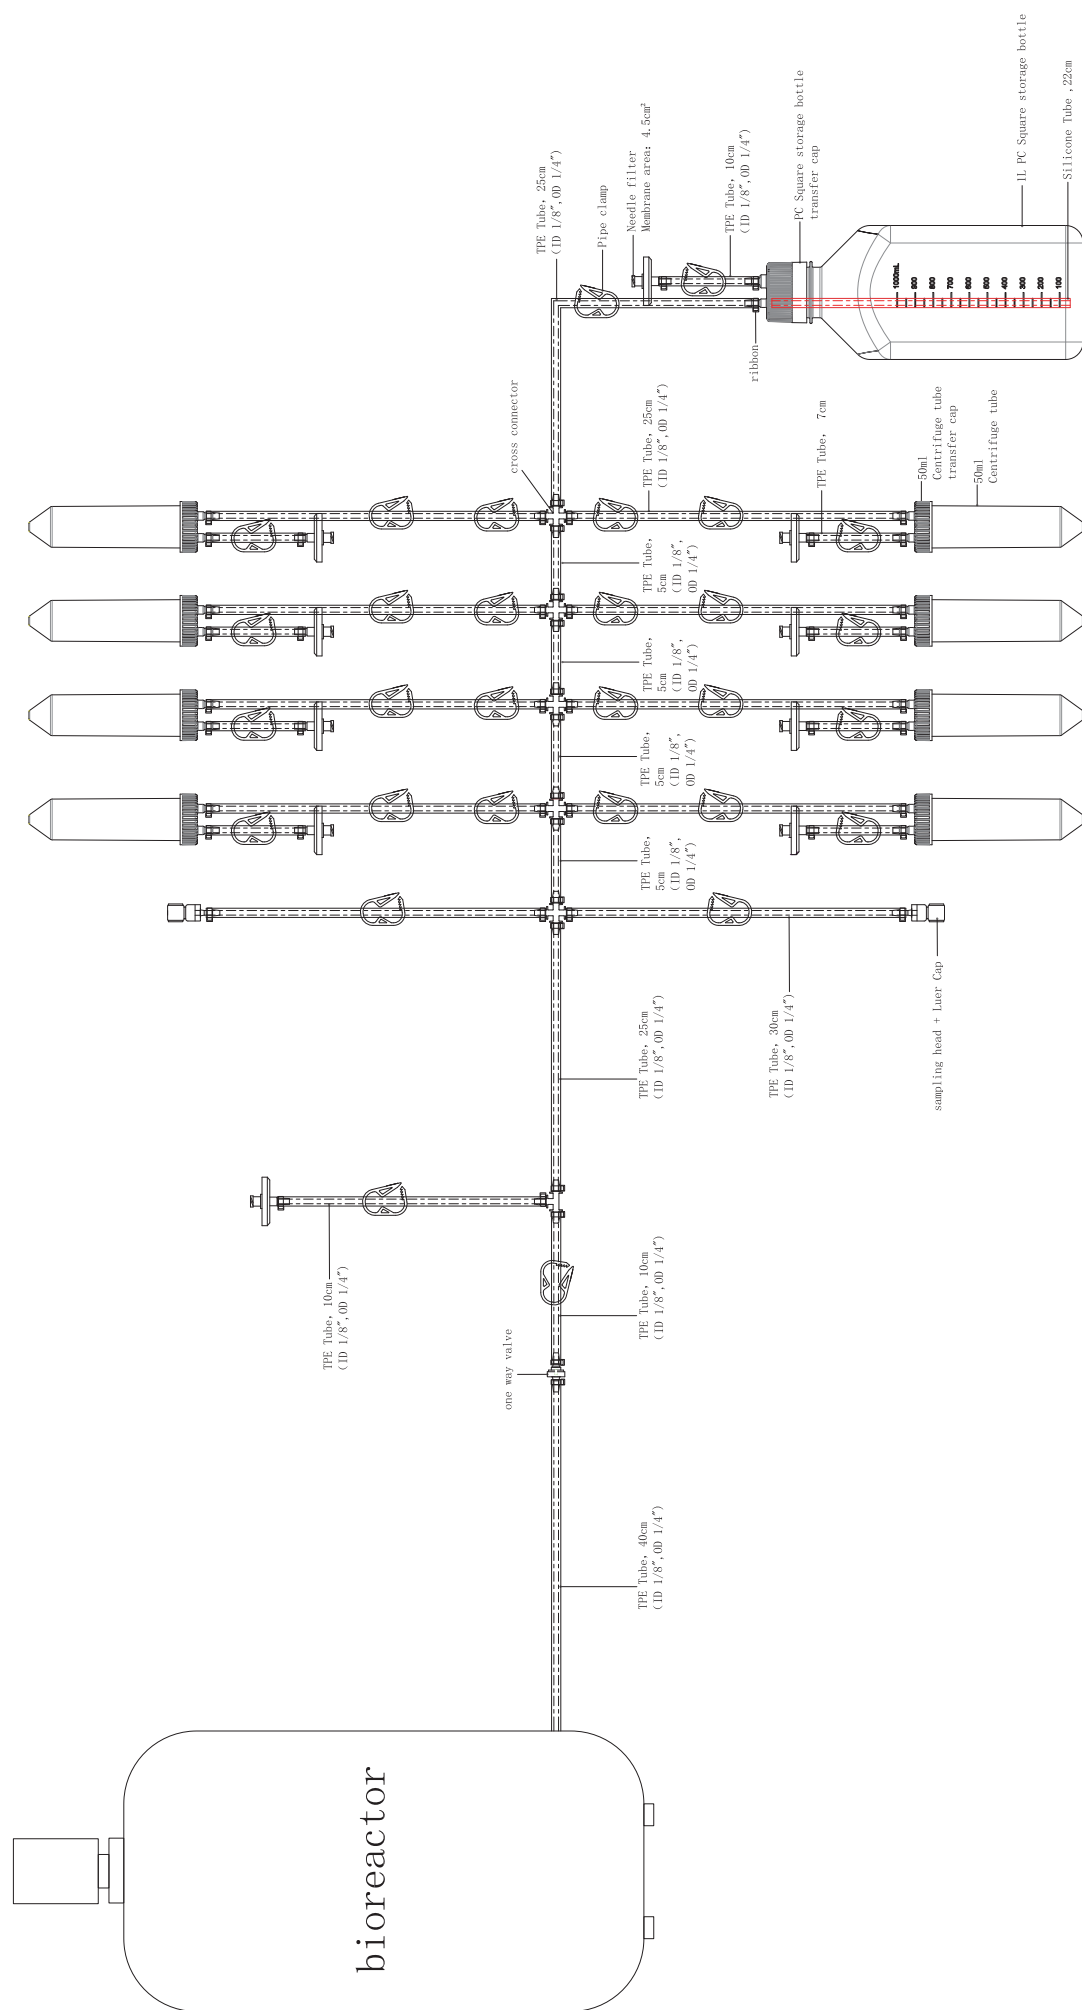 TPE Tube, 25cm
(ID 1/8″,OD 1/4″)
Pipe clamp
Needle filter
Membrane area: 4.5cm²
TPE Tube, 10cm
(ID 1/8″,OD 1/4″)
PC Square storage bottle
transfer cap
1L PC Square storage bottle
Silicone Tube ,22cm
1000mL
900
800
700
600
500
400
300
200
100
ribbon
cross connector
TPE Tube, 25cm
(ID 1/8″,OD 1/4″)
TPE Tube, 7cm
50ml
Centrifuge tube
transfer cap
50ml
Centrifuge tube
TPE Tube,
5cm
(ID 1/8″,
OD 1/4″)
TPE Tube,
5cm
(ID 1/8″,
OD 1/4″)
TPE Tube,
5cm
(ID 1/8″,
OD 1/4″)
TPE Tube,
5cm
(ID 1/8″,
OD 1/4″)
TPE Tube, 25cm
(ID 1/8″,OD 1/4″)
TPE Tube, 30cm
(ID 1/8″,OD 1/4″)
sampling head + Luer Cap
TPE Tube, 10cm
(ID 1/8″,OD 1/4″)
TPE Tube, 10cm
(ID 1/8″,OD 1/4″)
one way valve
TPE Tube, 40cm
(ID 1/8″,OD 1/4″)
bioreactor